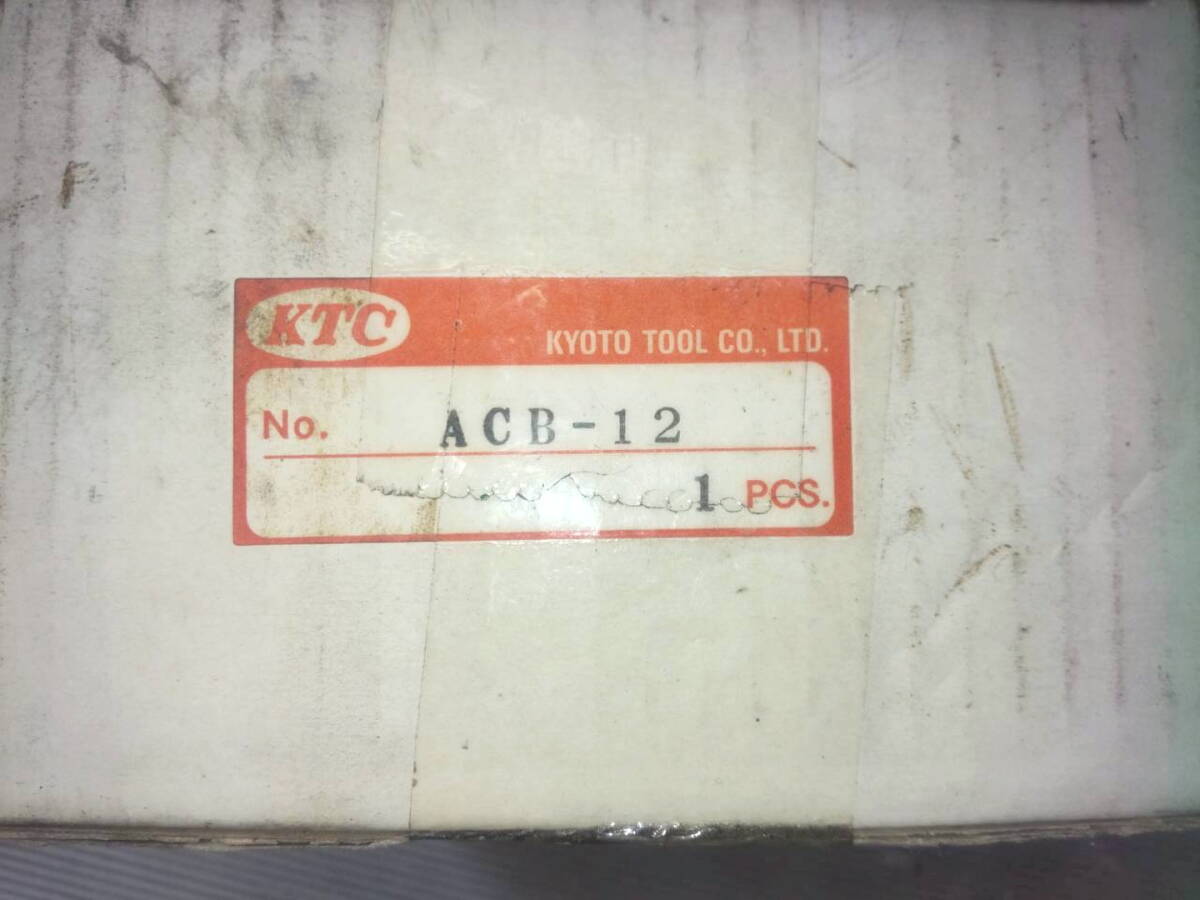 KTC
KYOTO TOOL CO., LTD.
No. ACB-12
1 PCS.